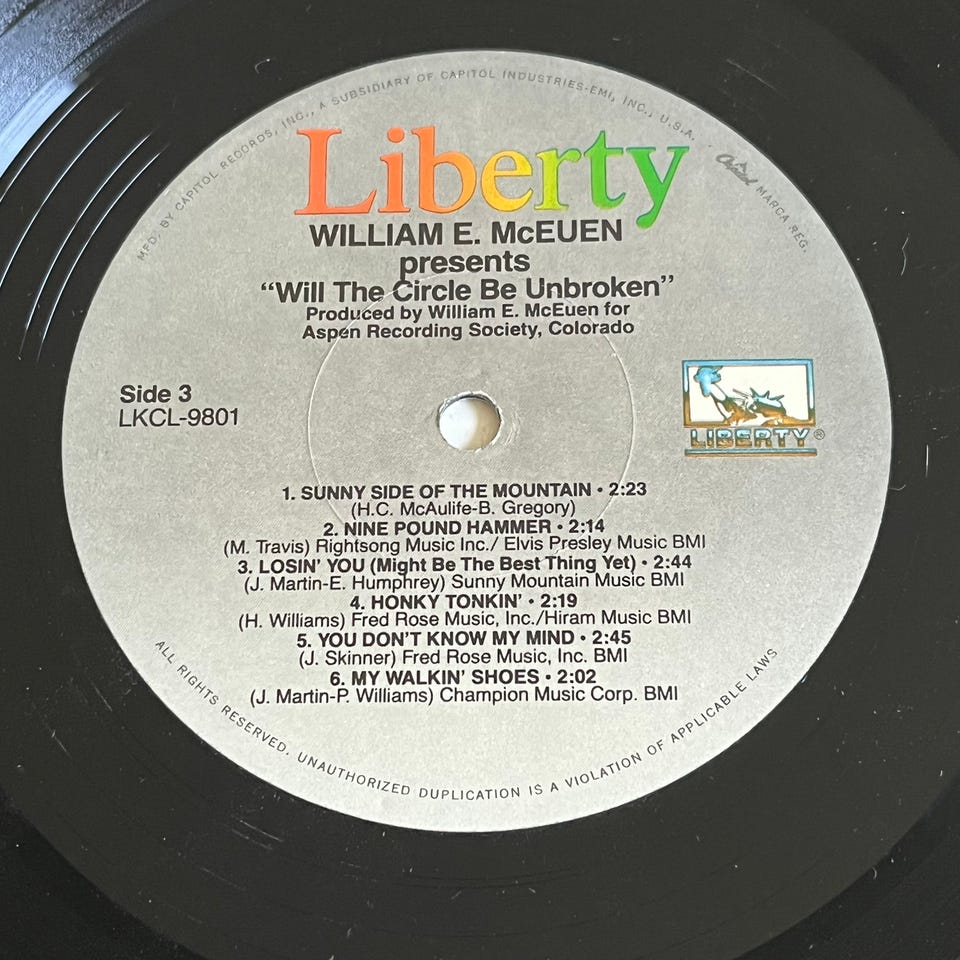 MFD. BY CAPITOL RECORDS, INC., A SUBSIDIARY OF CAPITOL INDUSTRIES-EMI, INC., U.S.A.
Capitol MARCA REG.
Liberty
WILLIAM E. McEUEN
presents
“Will The Circle Be Unbroken”
Produced by William E. McEuen for
Aspen Recording Society, Colorado
Side 3
LKCL-9801
LIBERTY®
1. SUNNY SIDE OF THE MOUNTAIN • 2:23
(H.C. McAulife-B. Gregory)
2. NINE POUND HAMMER • 2:14
(M. Travis) Rightsong Music Inc./ Elvis Presley Music BMI
3. LOSIN’ YOU (Might Be The Best Thing Yet) • 2:44
(J. Martin-E. Humphrey) Sunny Mountain Music BMI
4. HONKY TONKIN’ • 2:19
(H. Williams) Fred Rose Music, Inc./Hiram Music BMI
5. YOU DON’T KNOW MY MIND • 2:45
(J. Skinner) Fred Rose Music, Inc. BMI
6. MY WALKIN’ SHOES • 2:02
(J. Martin-P. Williams) Champion Music Corp. BMI
ALL RIGHTS RESERVED. UNAUTHORIZED DUPLICATION IS A VIOLATION OF APPLICABLE LAWS